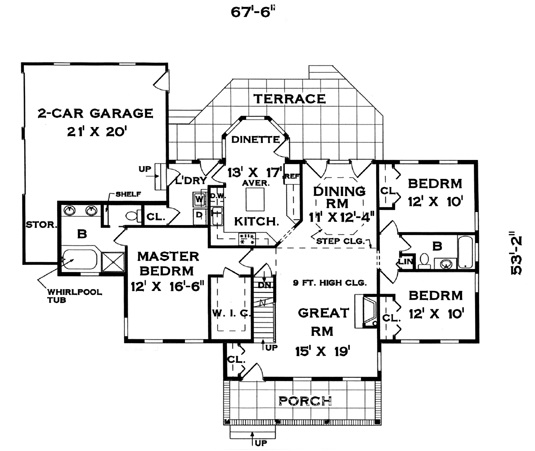 67'-6"
TERRACE
2-CAR GARAGE
21' X 20'
DINETTE
UP
L'DRY
13' X 17'
AVER.
KITCH.
REF
D.W.
W
D
DINING
RM
11' X 12'-4"
STEP CLG.
CL.
BEDRM
12' X 10'
SHELF
CL.
STOR.
B
MASTER
BEDRM
12' X 16'-6"
WHIRLPOOL
TUB
W. I. C.
DN
UP
9 FT. HIGH CLG.
GREAT
RM
15' X 19'
B
LIN
BEDRM
12' X 10'
CL.
CL.
53'-2"
PORCH
UP